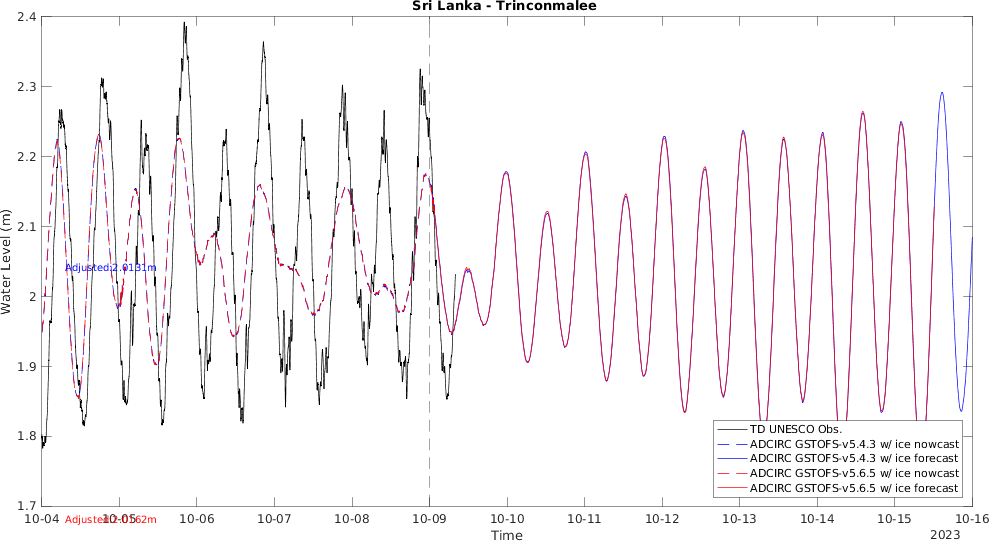 Sri Lanka - Trinconmalee
Water Level (m)
2.4
2.3
2.2
2.1
2
1.9
1.8
1.7
Adjusted:2.0131m
Adjusted:2.0162m
TD UNESCO Obs.
ADCIRC GSTOFS-v5.4.3 w/ ice nowcast
ADCIRC GSTOFS-v5.4.3 w/ ice forecast
ADCIRC GSTOFS-v5.6.5 w/ ice nowcast
ADCIRC GSTOFS-v5.6.5 w/ ice forecast
10-04 10-05 10-06 10-07 10-08 10-09 10-10 10-11 10-12 10-13 10-14 10-15 10-16
Time
2023